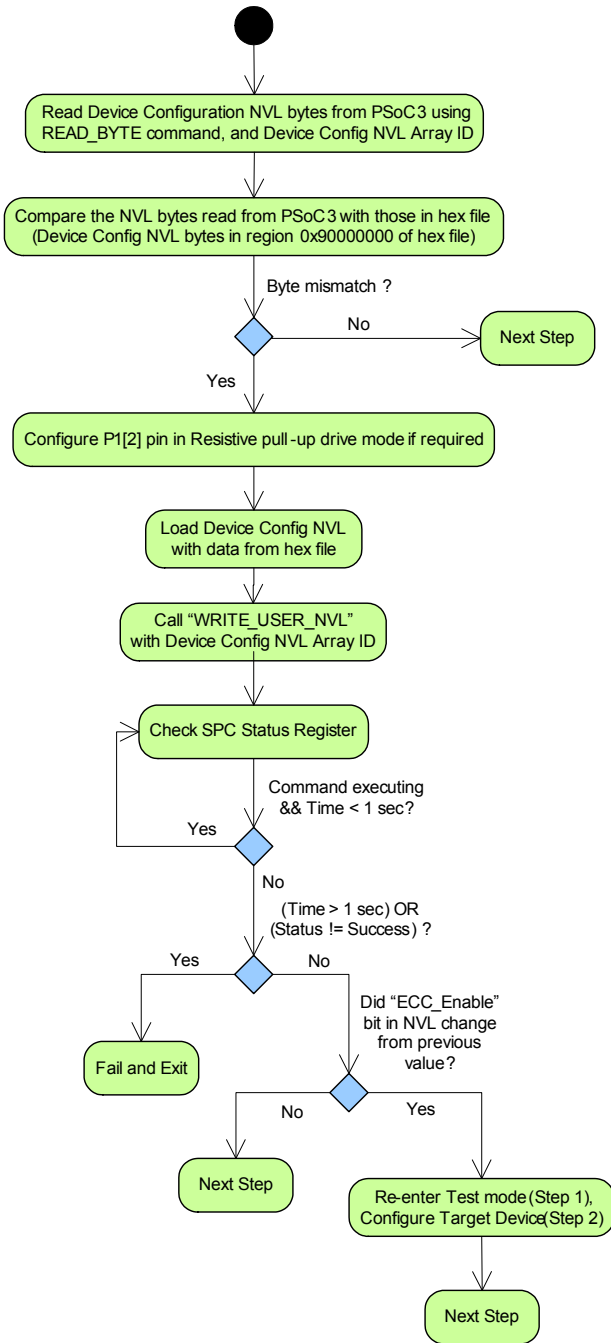 Read Device Configuration NVL bytes from PSoC3 using
READ_BYTE command, and Device Config NVL Array ID
Compare the NVL bytes read from PSoC3 with those in hex file
(Device Config NVL bytes in region 0x90000000 of hex file)
Byte mismatch ?
No
Next Step
Yes
Configure P1[2] pin in Resistive pull-up drive mode if required
Load Device Config NVL
with data from hex file
Call “WRITE_USER_NVL”
with Device Config NVL Array ID
Check SPC Status Register
Command executing
&& Time < 1 sec?
Yes
No
(Time > 1 sec) OR
(Status != Success) ?
Yes
No
Did “ECC_Enable”
bit in NVL change
from previous
value?
Fail and Exit
No
Yes
Next Step
Re-enter Test mode(Step 1),
Configure Target Device(Step 2)
Next Step